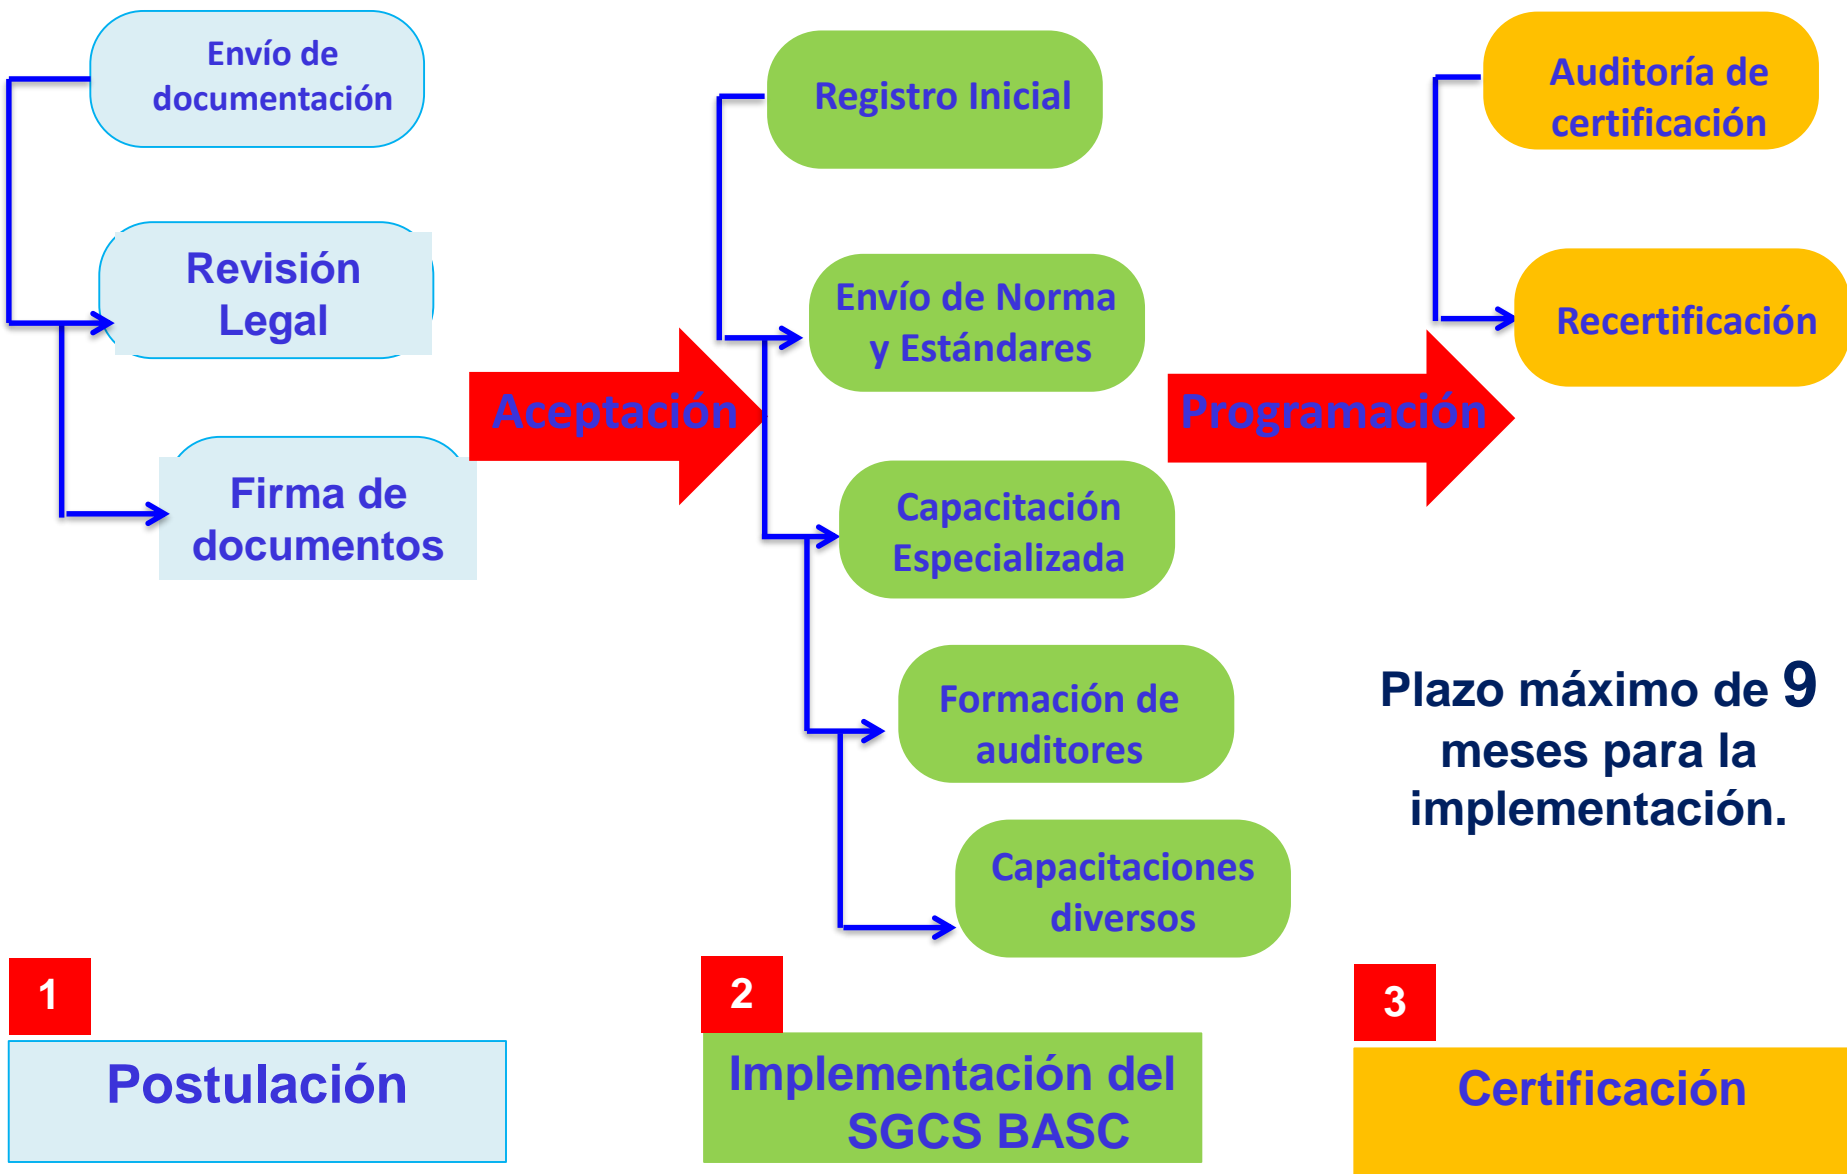 Envío de
documentación
Revisión
Legal
Firma de
documentos
Aceptación
Registro Inicial
Envío de Norma
y Estándares
Capacitación
Especializada
Formación de
auditores
Capacitaciones
diversos
Programación
Auditoría de
certificación
Recertificación
Plazo máximo de 9
meses para la
implementación.
1
Postulación
2
Implementación del
SGCS BASC
3
Certificación